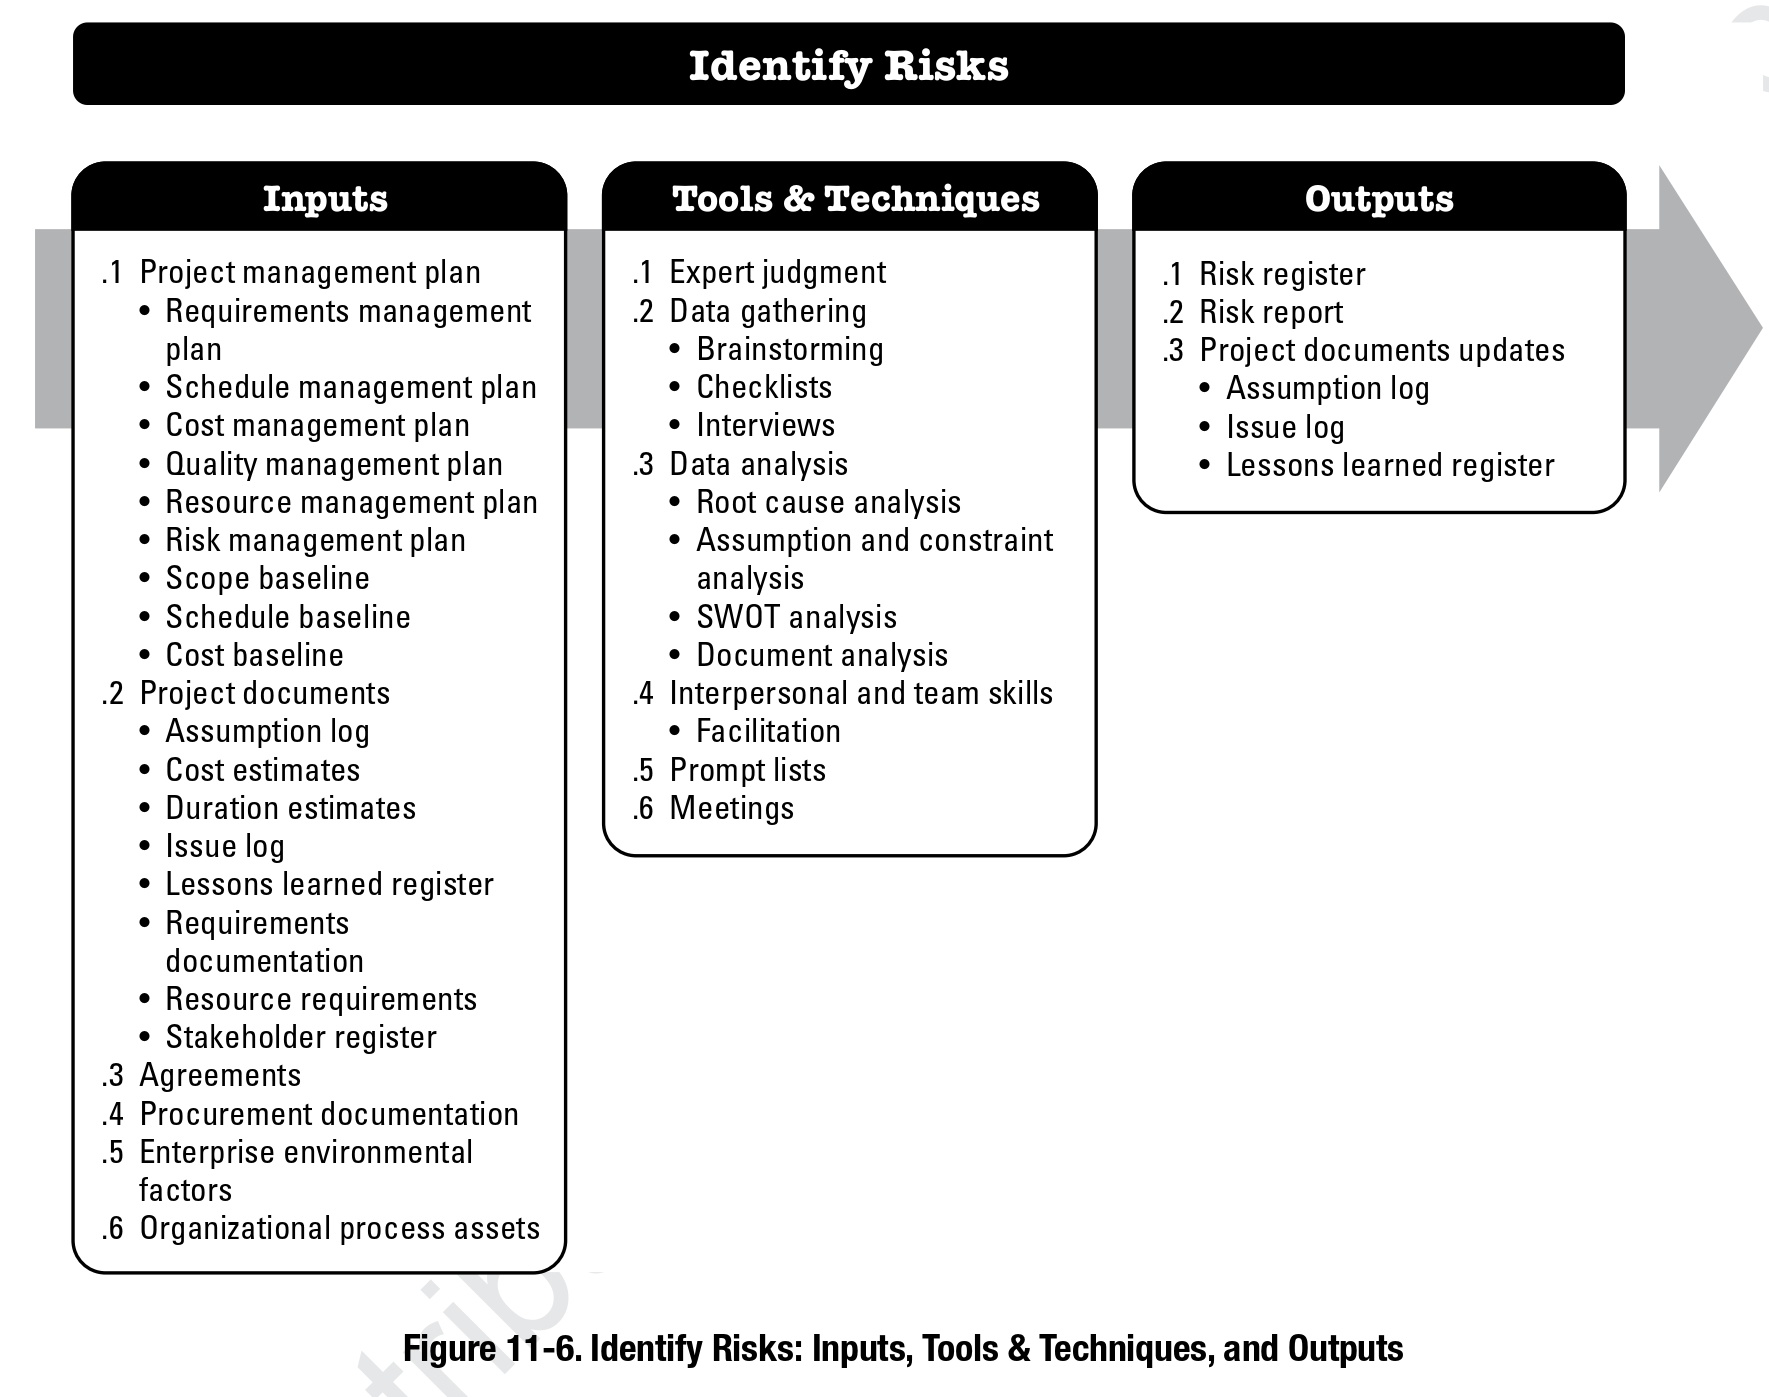 Identify Risks
Inputs
.1 Project management plan
• Requirements management
plan
• Schedule management plan
• Cost management plan
• Quality management plan
• Resource management plan
• Risk management plan
• Scope baseline
• Schedule baseline
• Cost baseline
.2 Project documents
• Assumption log
• Cost estimates
• Duration estimates
• Issue log
• Lessons learned register
• Requirements
documentation
• Resource requirements
• Stakeholder register
.3 Agreements
.4 Procurement documentation
.5 Enterprise environmental
factors
.6 Organizational process assets
Tools & Techniques
.1 Expert judgment
.2 Data gathering
• Brainstorming
• Checklists
• Interviews
.3 Data analysis
• Root cause analysis
• Assumption and constraint
analysis
• SWOT analysis
• Document analysis
.4 Interpersonal and team skills
• Facilitation
.5 Prompt lists
.6 Meetings
Outputs
.1 Risk register
.2 Risk report
.3 Project documents updates
• Assumption log
• Issue log
• Lessons learned register
Figure 11-6. Identify Risks: Inputs, Tools & Techniques, and Outputs